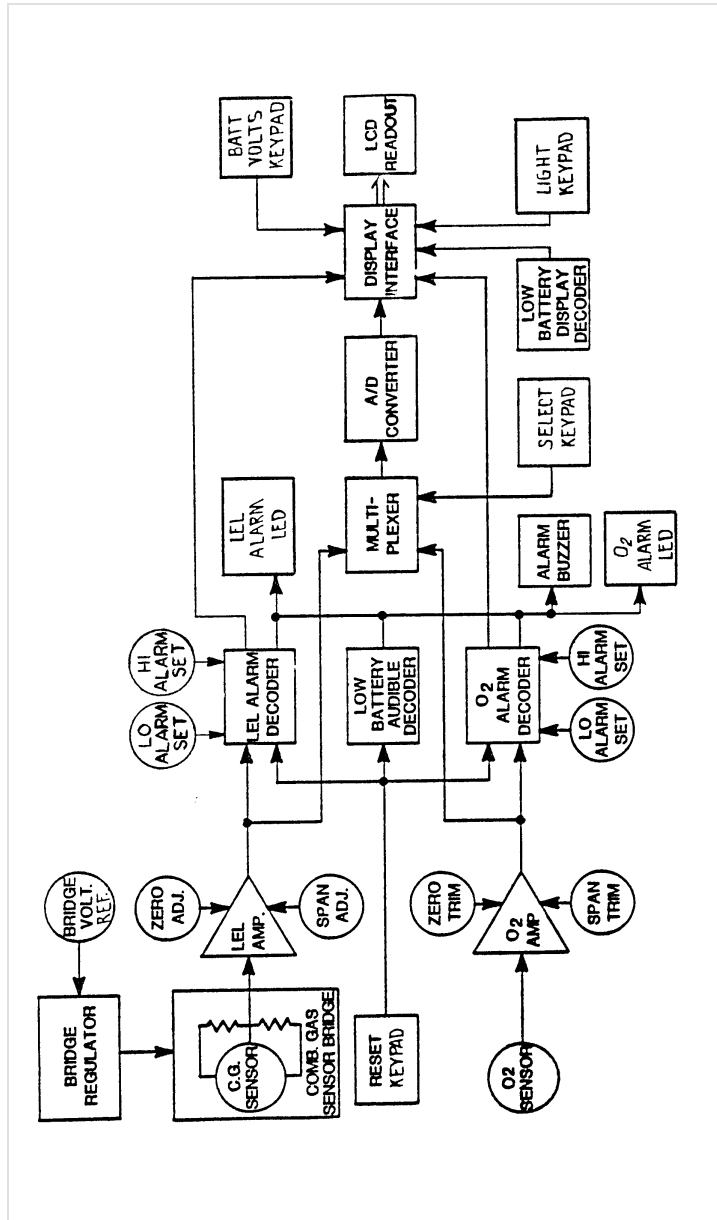 BRIDGE
REGULATOR
BRIDGE
VOLT.
REF.
C.G.
SENSOR
COMB. GAS
SENSOR BRIDGE
ZERO
ADJ.
LEL
AMP.
SPAN ADJ.
RESET
KEYPAD
O2
SENSOR
ZERO
TRIM
O2
AMP
SPAN
TRIM
LO
ALARM
SET
HI
ALARM
SET
LEL ALARM
DECODER
LOW
BATTERY
AUDIBLE
DECODER
O2
ALARM
DECODER
LO
ALARM
SET
HI
ALARM
SET
LEL
ALARM
LED
ALARM
BUZZER
O2
ALARM
LED
MULTI-
PLEXER
SELECT
KEYPAD
A/D
CONVERTER
BATT
VOLTS
KEYPAD
DISPLAY
INTERFACE
LCD
READOUT
LOW
BATTERY
DISPLAY
DECODER
LIGHT
KEYPAD